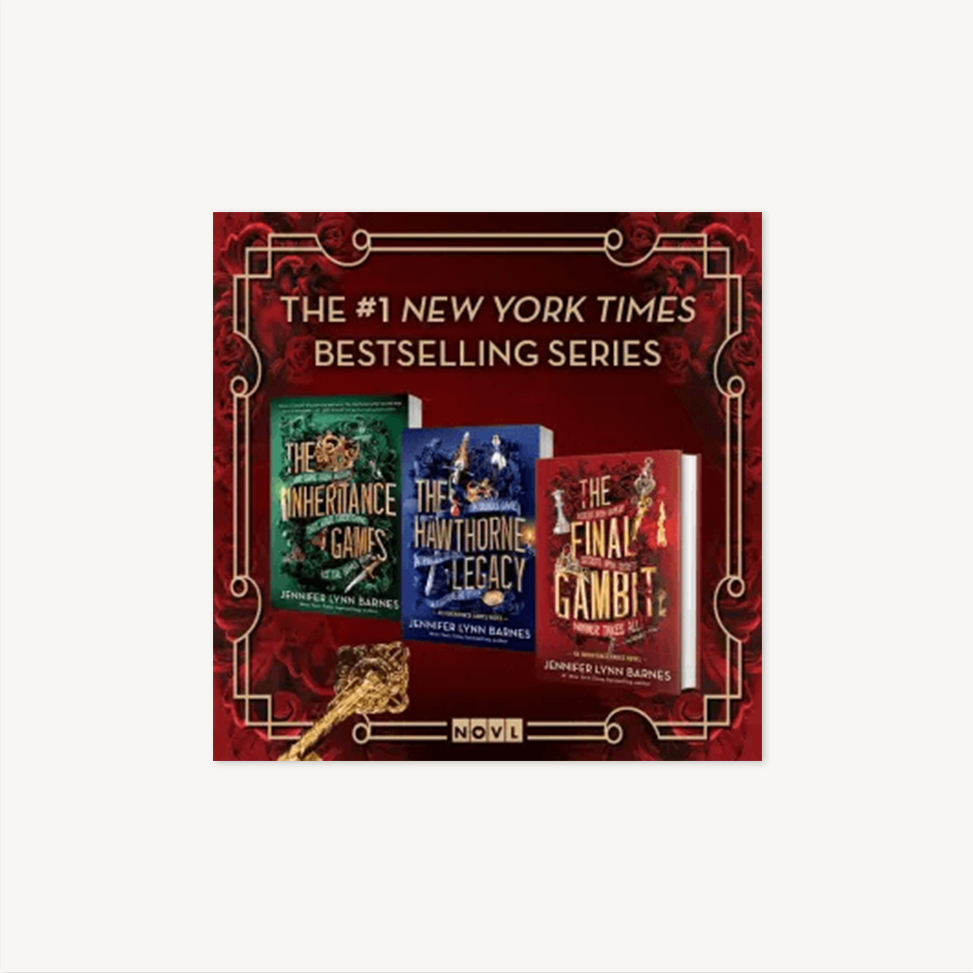 THE #1 NEW YORK TIMES
BESTSELLING SERIES
THE
INHERITANCE
GAMES
JENNIFER LYNN BARNES
THE
HAWTHORNE
LEGACY
JENNIFER LYNN BARNES
THE
FINAL
GAMBIT
WINNER TAKES ALL
JENNIFER LYNN BARNES
NOVL